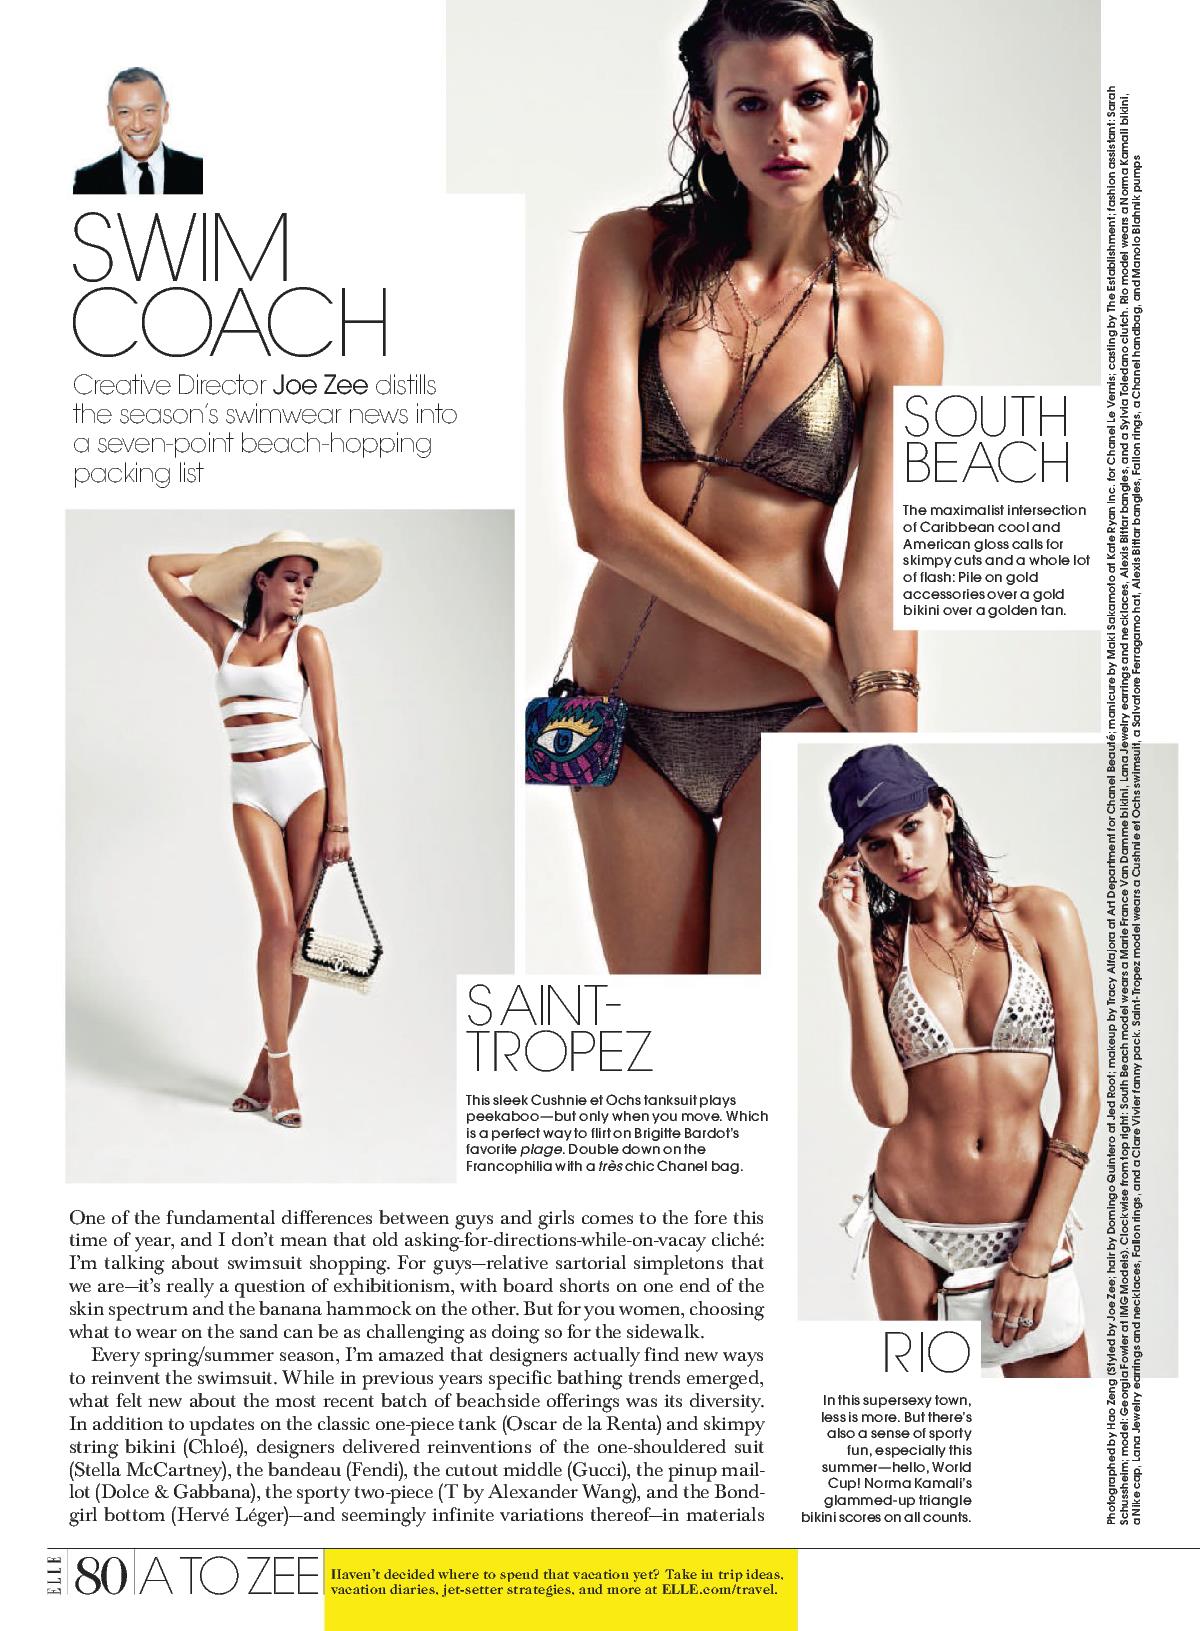 SWIM
COACH
Creative Director Joe Zee distills
the season's swimwear news into
a seven-point beach-hopping
packing list
SOUTH
BEACH
The maximalist intersection
of Caribbean cool and
American gloss calls for
skimpy cuts and a whole lot
of flash: Pile on gold
accessories over a gold
bikini over a golden tan.
SAINT-
TROPEZ
This sleek Cushnie et Ochs tanksuit plays
peekaboo—but only when you move. Which
is a perfect way to flirt on Brigitte Bardot's
favorite plage. Double down on the
Francophilia with a très chic Chanel bag.
RIO
In this supersexy town,
less is more. But there's
also a sense of sporty
fun, especially this
summer—hello, World
Cup! Norma Kamali's
glammed-up triangle
bikini scores on all counts.
One of the fundamental differences between guys and girls comes to the fore this
time of year, and I don't mean that old asking-for-directions-while-on-vacay cliché:
I'm talking about swimsuit shopping. For guys—relative sartorial simpletons that
we are—it's really a question of exhibitionism, with board shorts on one end of the
skin spectrum and the banana hammock on the other. But for you women, choosing
what to wear on the sand can be as challenging as doing so for the sidewalk.
Every spring/summer season, I'm amazed that designers actually find new ways
to reinvent the swimsuit. While in previous years specific bathing trends emerged,
what felt new about the most recent batch of beachside offerings was its diversity.
In addition to updates on the classic one-piece tank (Oscar de la Renta) and skimpy
string bikini (Chloé), designers delivered reinventions of the one-shouldered suit
(Stella McCartney), the bandeau (Fendi), the cutout middle (Gucci), the pinup mail-
lot (Dolce & Gabbana), the sporty two-piece (T by Alexander Wang), and the Bond-
girl bottom (Hervé Léger)—and seemingly infinite variations thereof—in materials
Photographed by Hao Zeng (Styled by Joe Zee; hair by Domingo Quintero at Jed Root; makeup by Tracy Alfajora at Art Department for Chanel Beauté; manicure by Maki Sakamoto at Kate Ryan Inc. for Chanel Le Vernis; casting by The Establishment; fashion assistant: Sarah
Schussheim; model: Georgia Fowler at IMG Models). Clockwise from top right: South Beach model wears a Marie France Van Damme bikini, Lana Jewelry earrings and necklaces, Alexis Bittar bangles, and a Sylvia Toledano clutch. Rio model wears a Norma Kamali bikini,
a Nike cap, Lana Jewelry earrings and necklaces, Fallon rings, and a Clare Vivier fanny pack. Saint-Tropez model wears a Cushnie et Ochs swimsuit, a Salvatore Ferragamo hat, Alexis Bittar bangles, Fallon rings, a Chanel handbag, and Manolo Blahnik pumps
ELLE 80 A TO ZEE
Haven't decided where to spend that vacation yet? Take in trip ideas,
vacation diaries, jet-setter strategies, and more at ELLE.com/travel.